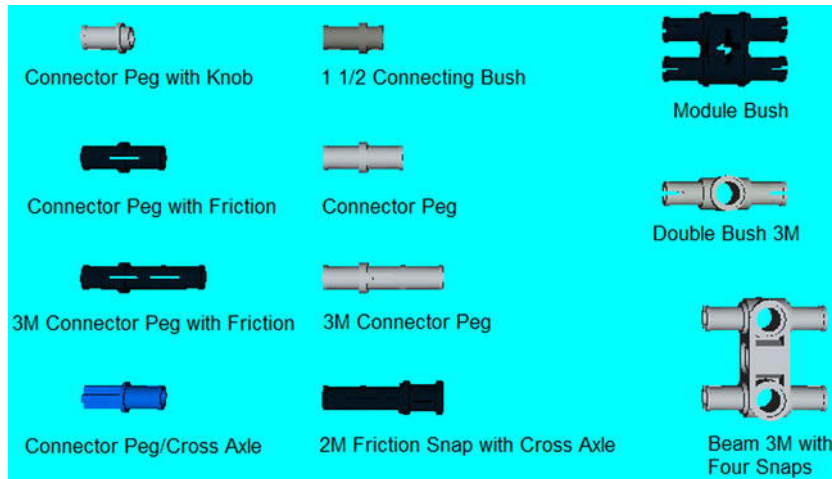 Connector Peg with Knob
1 1/2 Connecting Bush
Module Bush
Connector Peg with Friction
Connector Peg
Double Bush 3M
3M Connector Peg with Friction
3M Connector Peg
Connector Peg/Cross Axle
2M Friction Snap with Cross Axle
Beam 3M with
Four Snaps